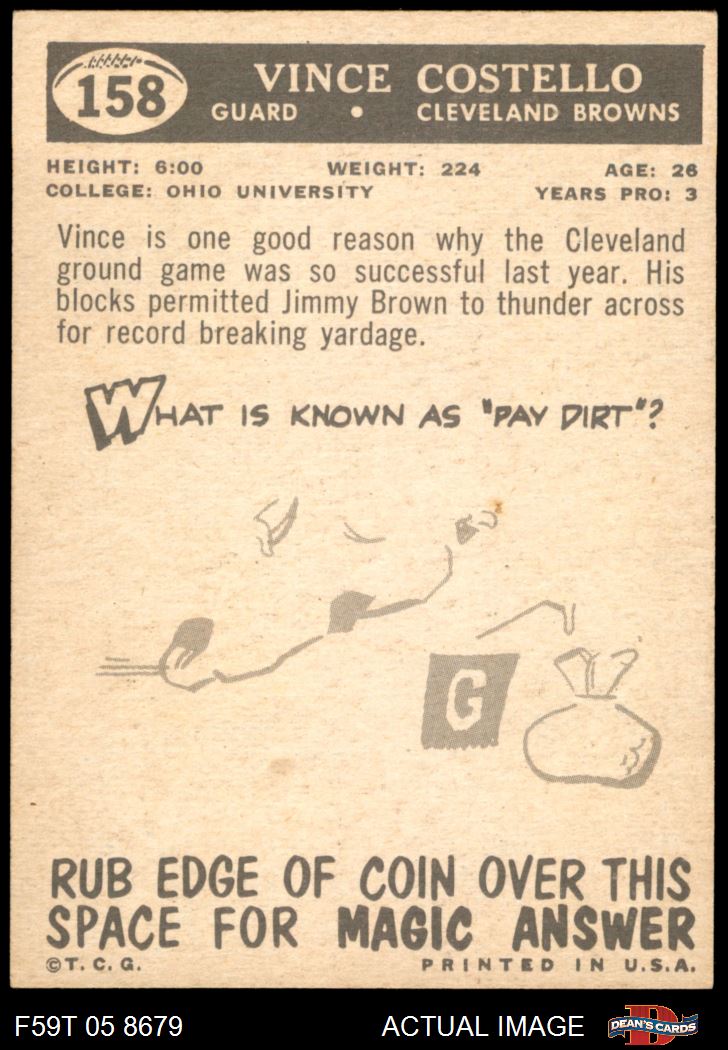 158
VINCE COSTELLO
GUARD • CLEVELAND BROWNS
HEIGHT: 6:00 WEIGHT: 224 AGE: 26
COLLEGE: OHIO UNIVERSITY YEARS PRO: 3
Vince is one good reason why the Cleveland
ground game was so successful last year. His
blocks permitted Jimmy Brown to thunder across
for record breaking yardage.
WHAT IS KNOWN AS "PAY DIRT"?
G
RUB EDGE OF COIN OVER THIS
SPACE FOR MAGIC ANSWER
©T. C. G. PRINTED IN U.S.A.
F59T 05 8679 ACTUAL IMAGE D DEAN'S CARDS